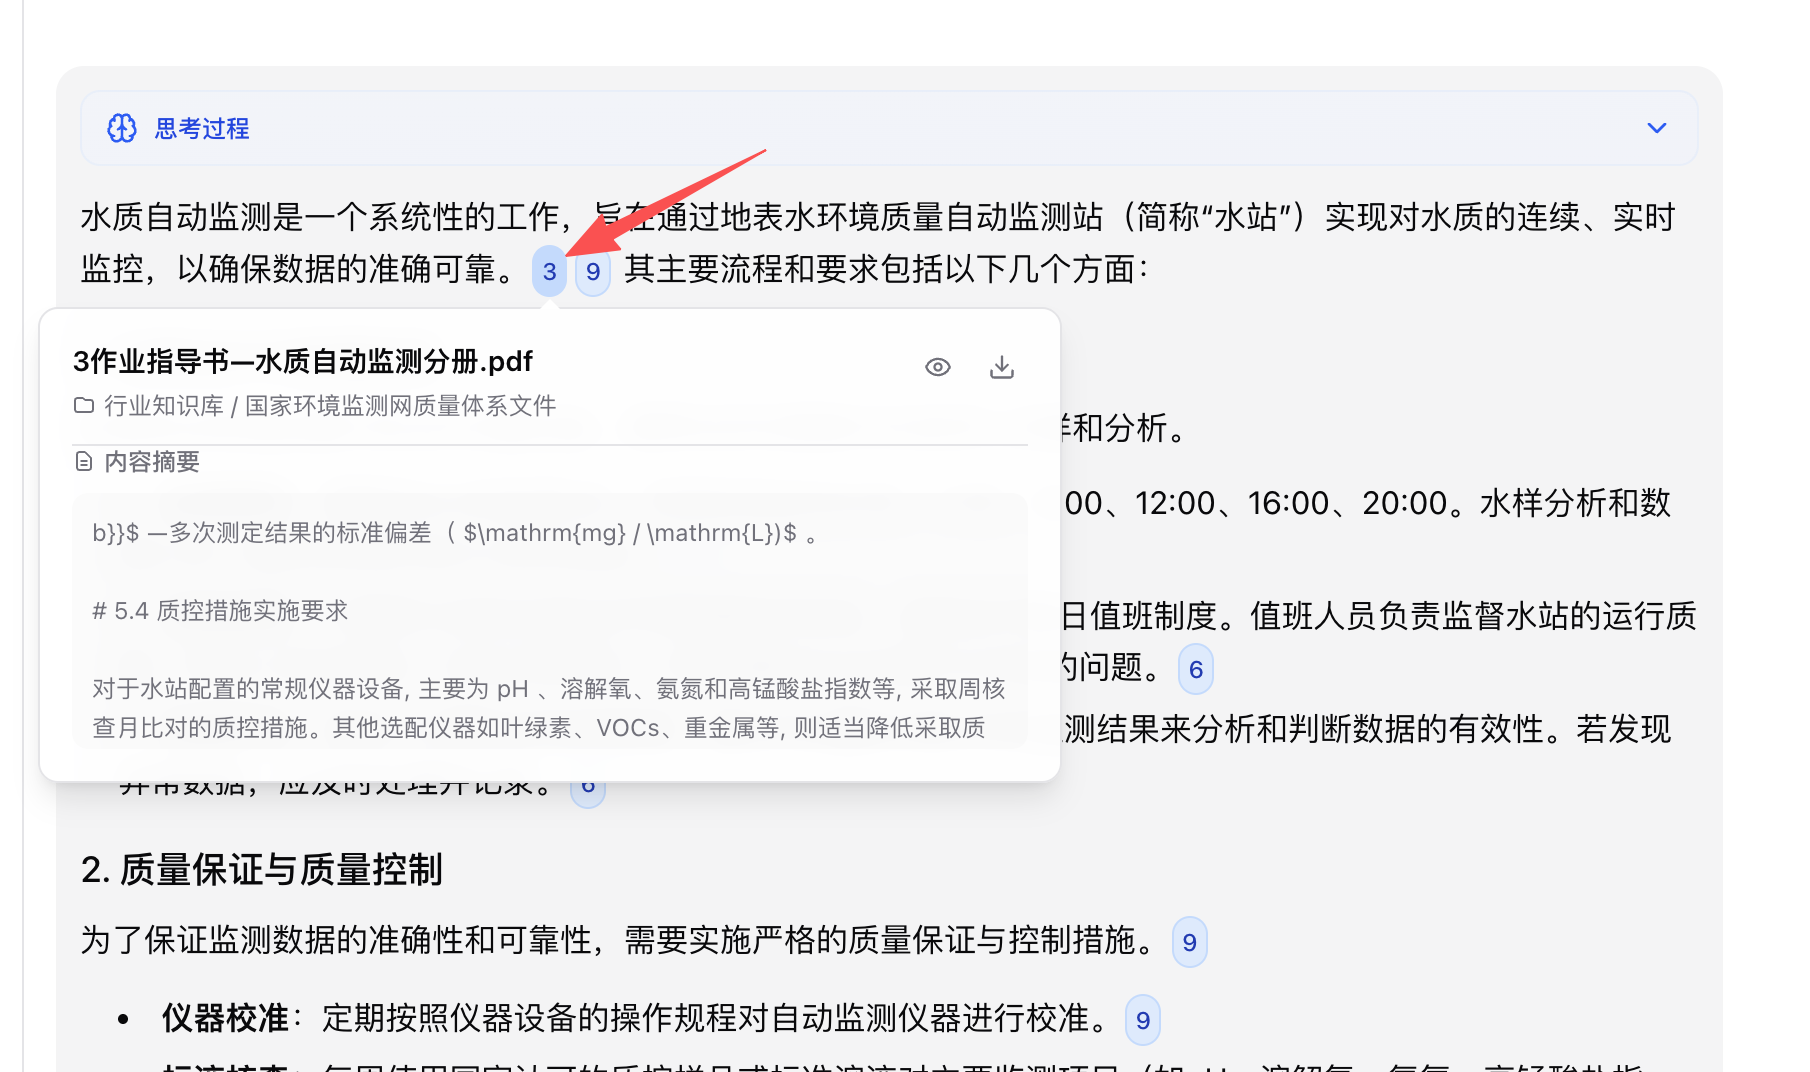 思考过程
水质自动监测是一个系统性的工作，旨在通过地表水环境质量自动监测站（简称“水站”）实现对水质的连续、实时
监控，以确保数据的准确可靠。 3 9 其主要流程和要求包括以下几个方面：
3作业指导书—水质自动监测分册.pdf
行业知识库 / 国家环境监测网质量体系文件
内容摘要
b}}$ —多次测定结果的标准偏差（ $\mathrm{mg} / \mathrm{L})$ 。
# 5.4 质控措施实施要求
对于水站配置的常规仪器设备, 主要为 pH 、溶解氧、氨氮和高锰酸盐指数等, 采取周核
查月比对的质控措施。其他选配仪器如叶绿素、VOCs、重金属等, 则适当降低采取质
和分析。
00、12:00、16:00、20:00。水样分析和数
日值班制度。值班人员负责监督水站的运行质
的问题。 6
测结果来分析和判断数据的有效性。若发现
异常数据，应及时处理并记录。 6
2. 质量保证与质量控制
为了保证监测数据的准确性和可靠性，需要实施严格的质量保证与控制措施。 9
• 仪器校准：定期按照仪器设备的操作规程对自动监测仪器进行校准。 9